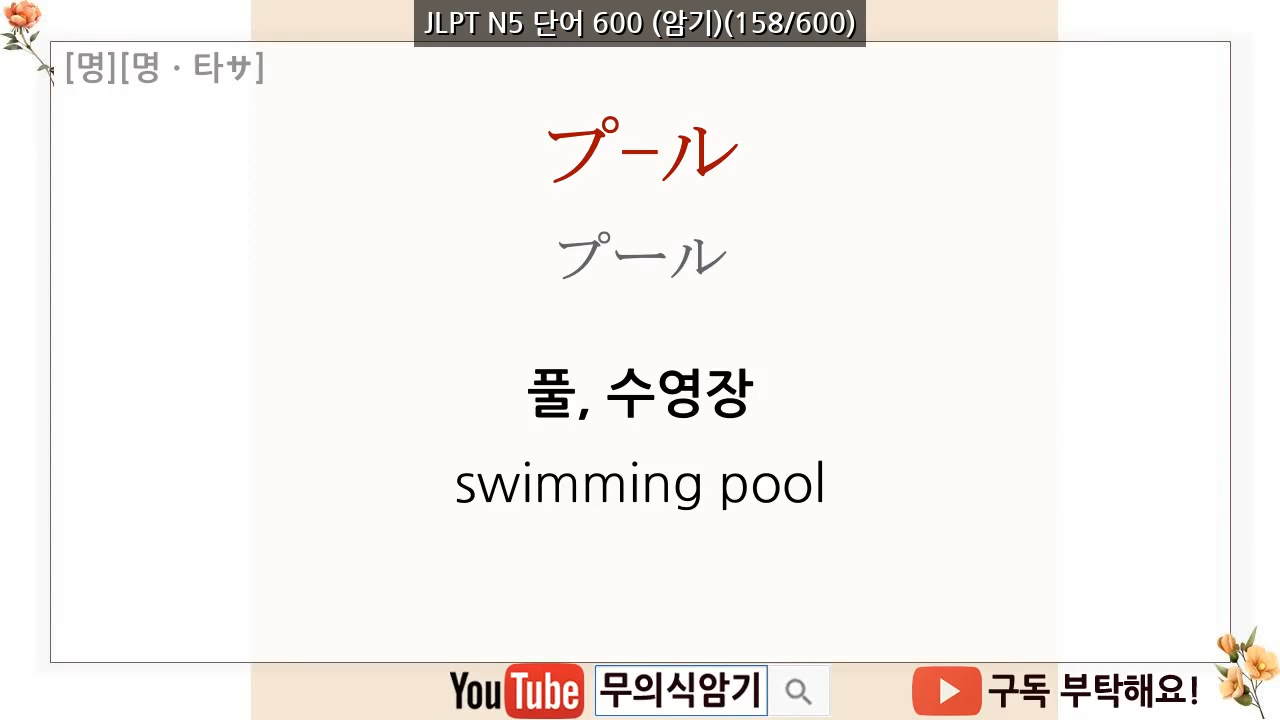 JLPT N5 단어 600 (암기)(158/600)
[명][명 · 타サ]
プ−ル
プール
풀, 수영장
swimming pool
YouTube 무의식암기 구독 부탁해요!